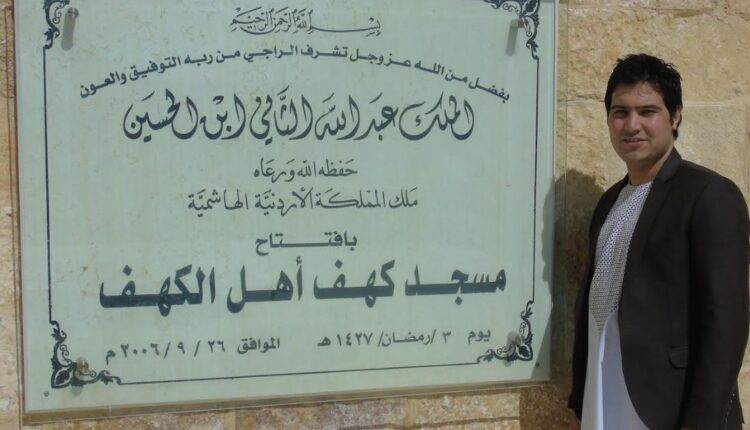 بسم الله الرحمن الرحيم
بفضل من الله عز وجل تشرف الراجي من ربه التوفيق والعون
الملك عبد الله الثاني ابن الحسين
حفظه الله ورعاه
ملك المملكة الأردنية الهاشمية
بافتتاح
مسجد كهف أهل الكهف
يوم ٣ /رمضان/ ١٤٢٧ هـ الموافق ٢٦ / ٩ / ٢٠٠٦ م